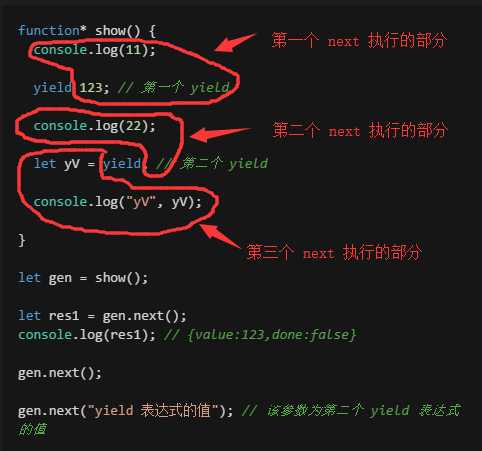 function* show() {
console.log(11);
第一个 next 执行的部分
yield 123; // 第一个 yield
console.log(22);
第二个 next 执行的部分
let yV = yield; // 第二个 yield
console.log("yV", yV);
}
第三个 next 执行的部分
let gen = show();
let res1 = gen.next();
console.log(res1); // {value:123,done:false}
gen.next();
gen.next("yield 表达式的值"); // 该参数为第二个 yield 表达式
的值